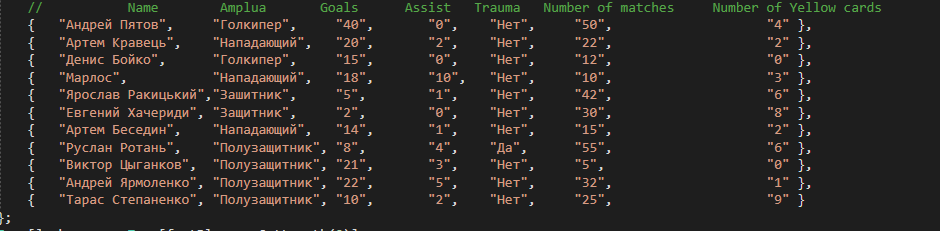 // Name Amplua Goals Assist Trauma Number of matches Number of Yellow cards
{ "Андрей Пятов", "Голкипер", "40", "0", "Нет", "50", "4" },
{ "Артем Кравець", "Нападающий", "20", "2", "Нет", "22", "2" },
{ "Денис Бойко", "Голкипер", "15", "0", "Нет", "12", "0" },
{ "Марлос", "Нападающий", "18", "10", "Нет", "10", "3" },
{ "Ярослав Ракицький","Зашитник", "5", "1", "Нет", "42", "6" },
{ "Евгений Хачериди", "Защитник", "2", "0", "Нет", "30", "8" },
{ "Артем Беседин", "Нападающий", "14", "1", "Нет", "15", "2" },
{ "Руслан Ротань", "Полузащитник", "8", "4", "Да", "55", "6" },
{ "Виктор Цыганков", "Полузащитник", "21", "3", "Нет", "5", "0" },
{ "Андрей Ярмоленко", "Полузащитник", "22", "5", "Нет", "32", "1" },
{ "Тарас Степаненко", "Полузащитник", "10", "2", "Нет", "25", "9" }
};